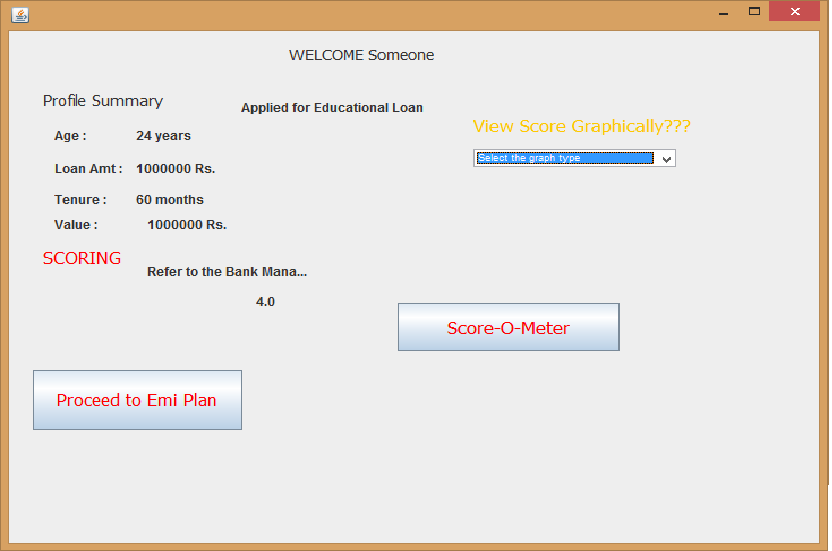 WELCOME Someone
Profile Summary
Applied for Educational Loan
View Score Graphically???
Age : 24 years
Select the graph type
Loan Amt : 1000000 Rs.
Tenure : 60 months
Value : 1000000 Rs.
SCORING
Refer to the Bank Mana...
4.0
Score-O-Meter
Proceed to Emi Plan